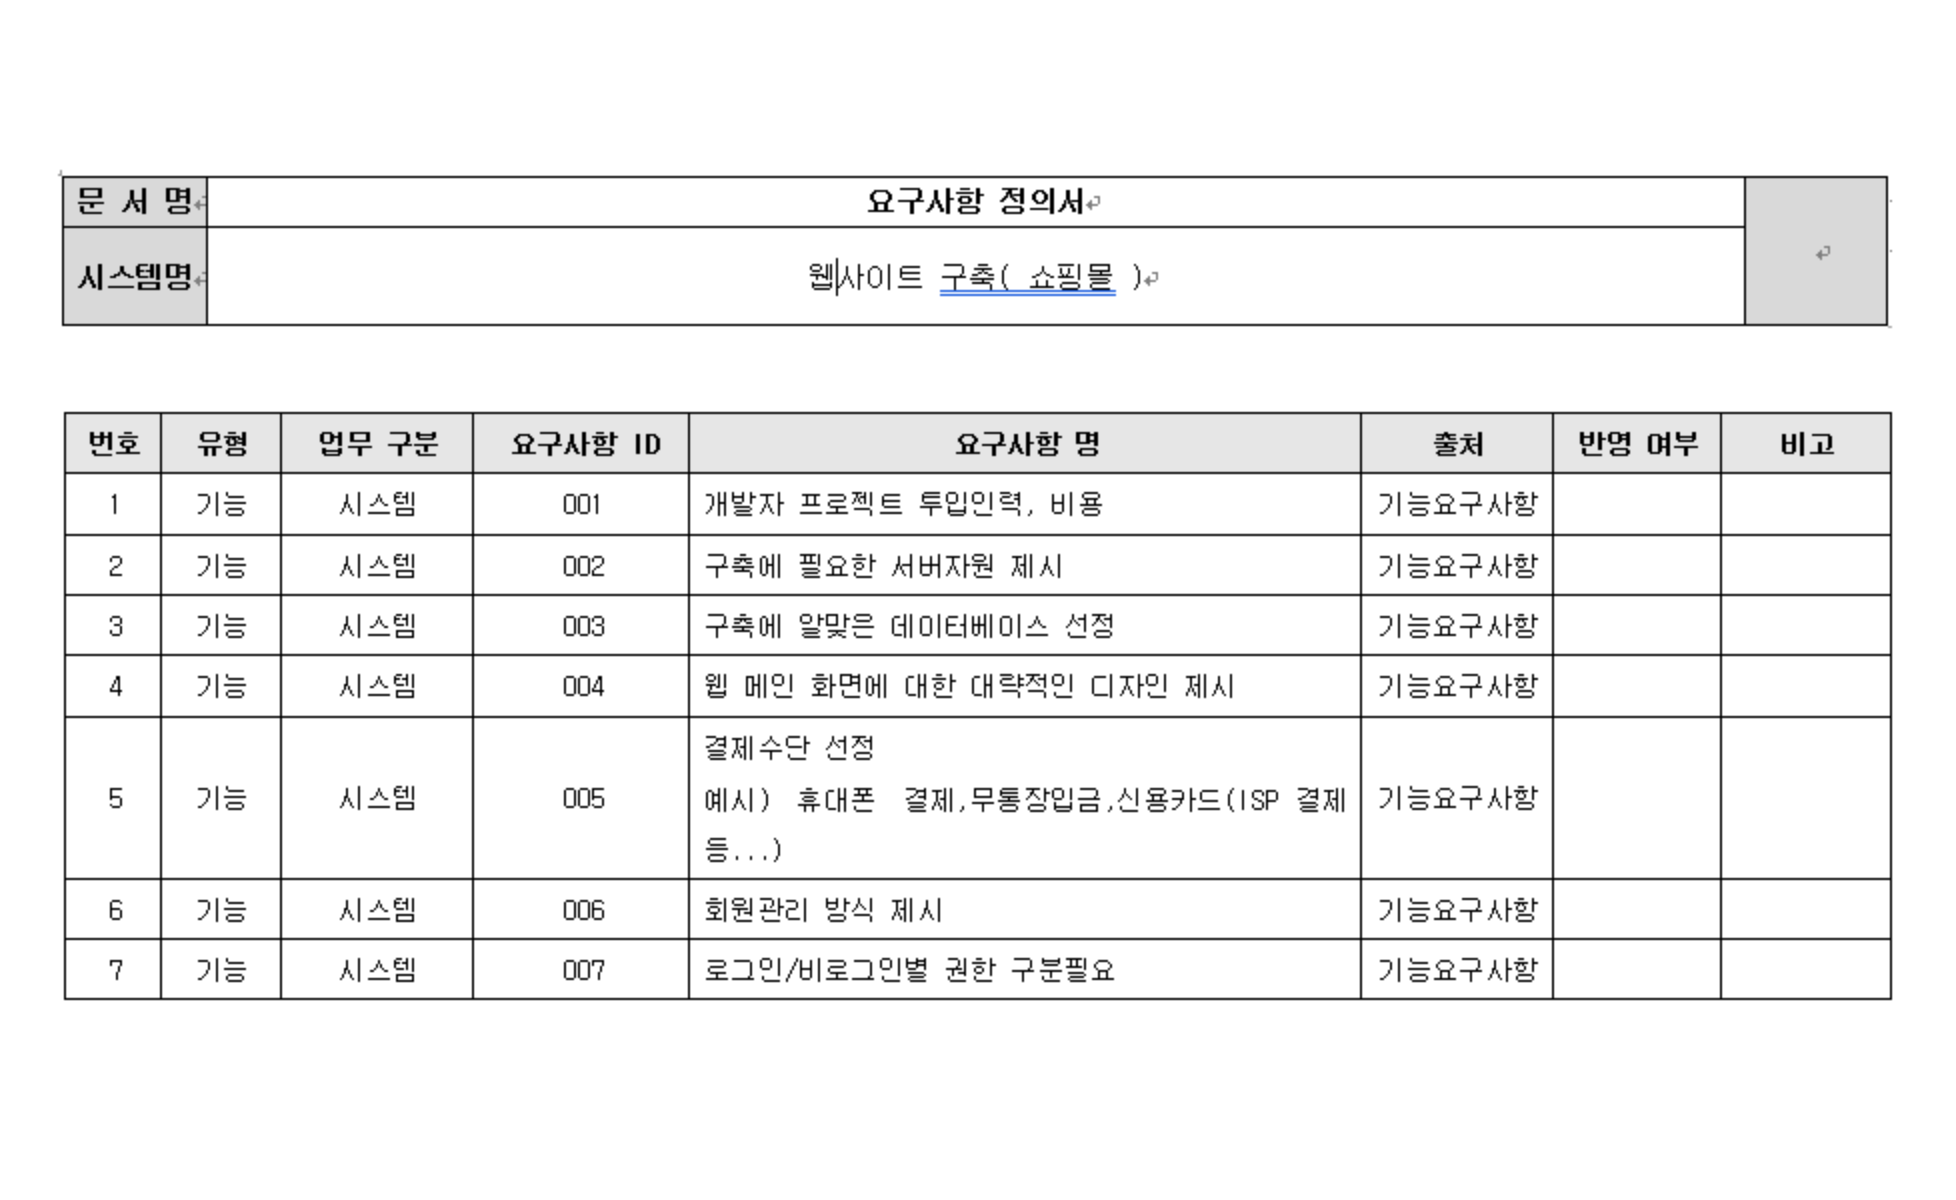 문 서 명 요구사항 정의서
시스템명 웹사이트 구축( 쇼핑몰 )
번호 유형 업무 구분 요구사항 ID 요구사항 명 출처 반영 여부 비고
1 기능 시스템 001 개발자 프로젝트 투입인력, 비용 기능요구사항
2 기능 시스템 002 구축에 필요한 서버자원 제시 기능요구사항
3 기능 시스템 003 구축에 알맞은 데이터베이스 선정 기능요구사항
4 기능 시스템 004 웹 메인 화면에 대한 대략적인 디자인 제시 기능요구사항
결제수단 선정
5 기능 시스템 005 예시) 휴대폰 결제,무통장입금,신용카드(ISP 결제 기능요구사항
등...)
6 기능 시스템 006 회원관리 방식 제시 기능요구사항
7 기능 시스템 007 로그인/비로그인별 권한 구분필요 기능요구사항